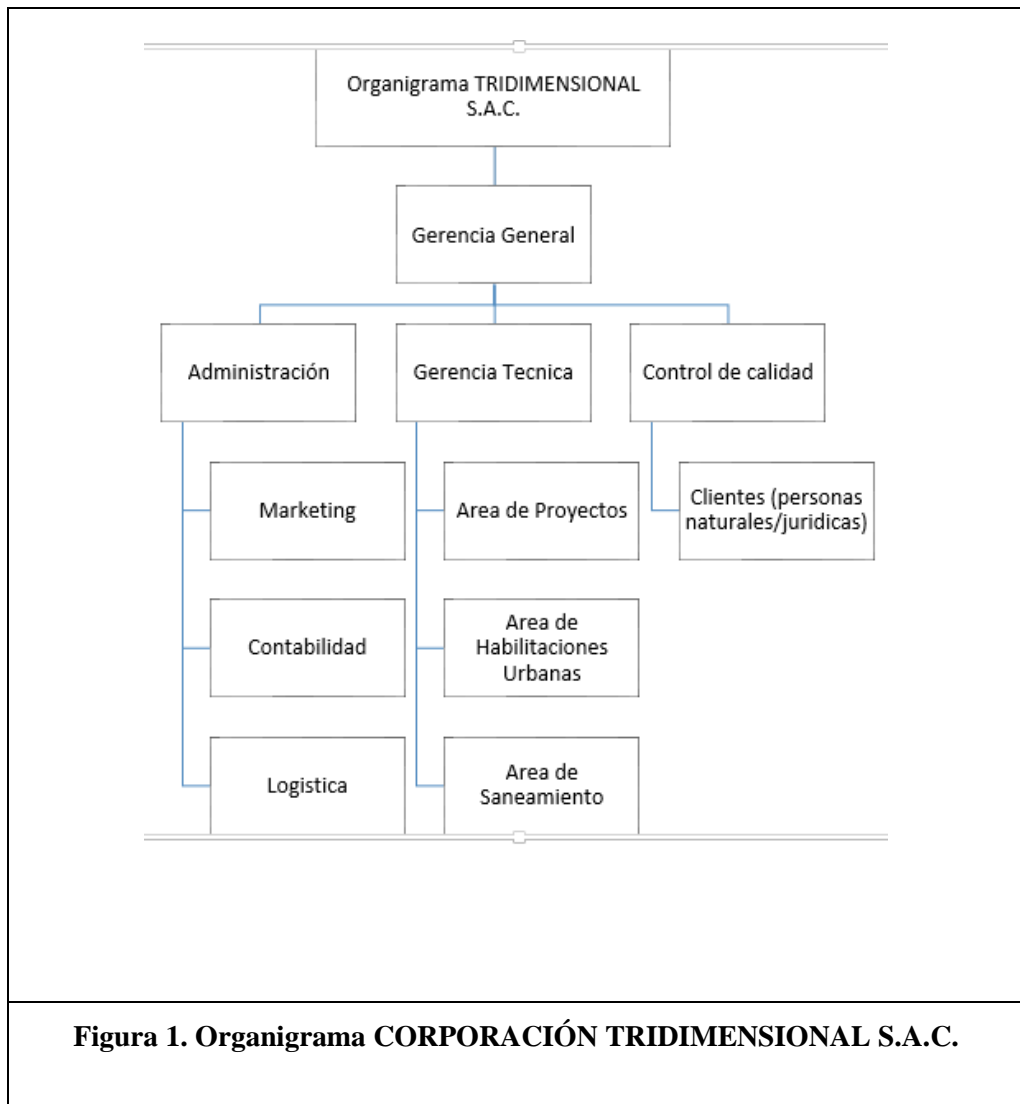 Organigrama TRIDIMENSIONAL
S.A.C.
Gerencia General
Administración
Gerencia Tecnica
Control de calidad
Marketing
Area de Proyectos
Clientes (personas
naturales/juridicas)
Contabilidad
Area de
Habilitaciones
Urbanas
Logistica
Area de
Saneamiento
Figura 1. Organigrama CORPORACIÓN TRIDIMENSIONAL S.A.C.